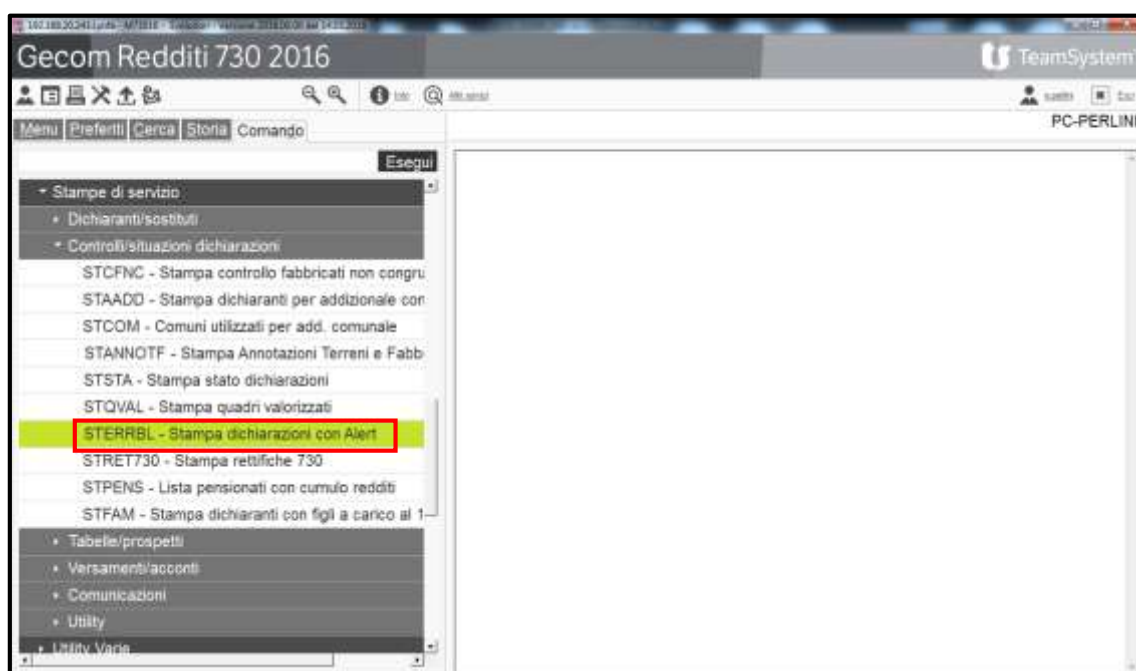 Gecom Redditi 730 2016
TeamSystem
Menu Preferiti Cerca Storia Comando
PC-PERLINI
Esegui
Stampe di servizio
Dichiaranti/sostituti
Controlli/situazioni dichiarazioni
STCFNC - Stampa controllo fabbricati non congru
STAADD - Stampa dichiaranti per addizionale con
STCOM - Comuni utilizzati per add. comunale
STANNOTF - Stampa Annotazioni Terreni e Fabb
STSTA - Stampa stato dichiarazioni
STQVAL - Stampa quadri valorizzati
STERRBL - Stampa dichiarazioni con Alert
STRET730 - Stampa rettifiche 730
STPENS - Lista pensionati con cumulo redditi
STFAM - Stampa dichiaranti con figli a carico al 1
Tabelle/prospetti
Versamenti/acconti
Comunicazioni
Utility
Utility Varie